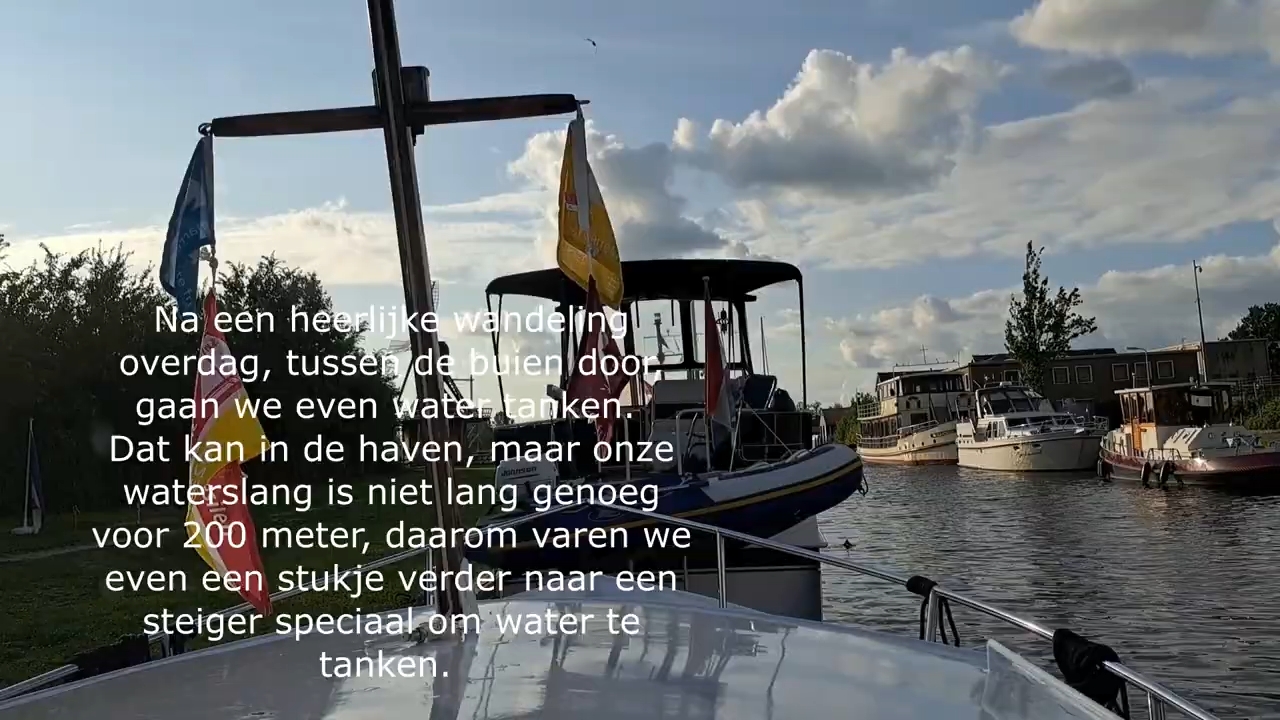 Na een heerlijke wandeling
overdag, tussen de buien door,
gaan we even water tanken.
Dat kan in de haven, maar onze
waterslang is niet lang genoeg
voor 200 meter, daarom varen we
even een stukje verder naar een
steiger speciaal om water te
tanken.
Johnson